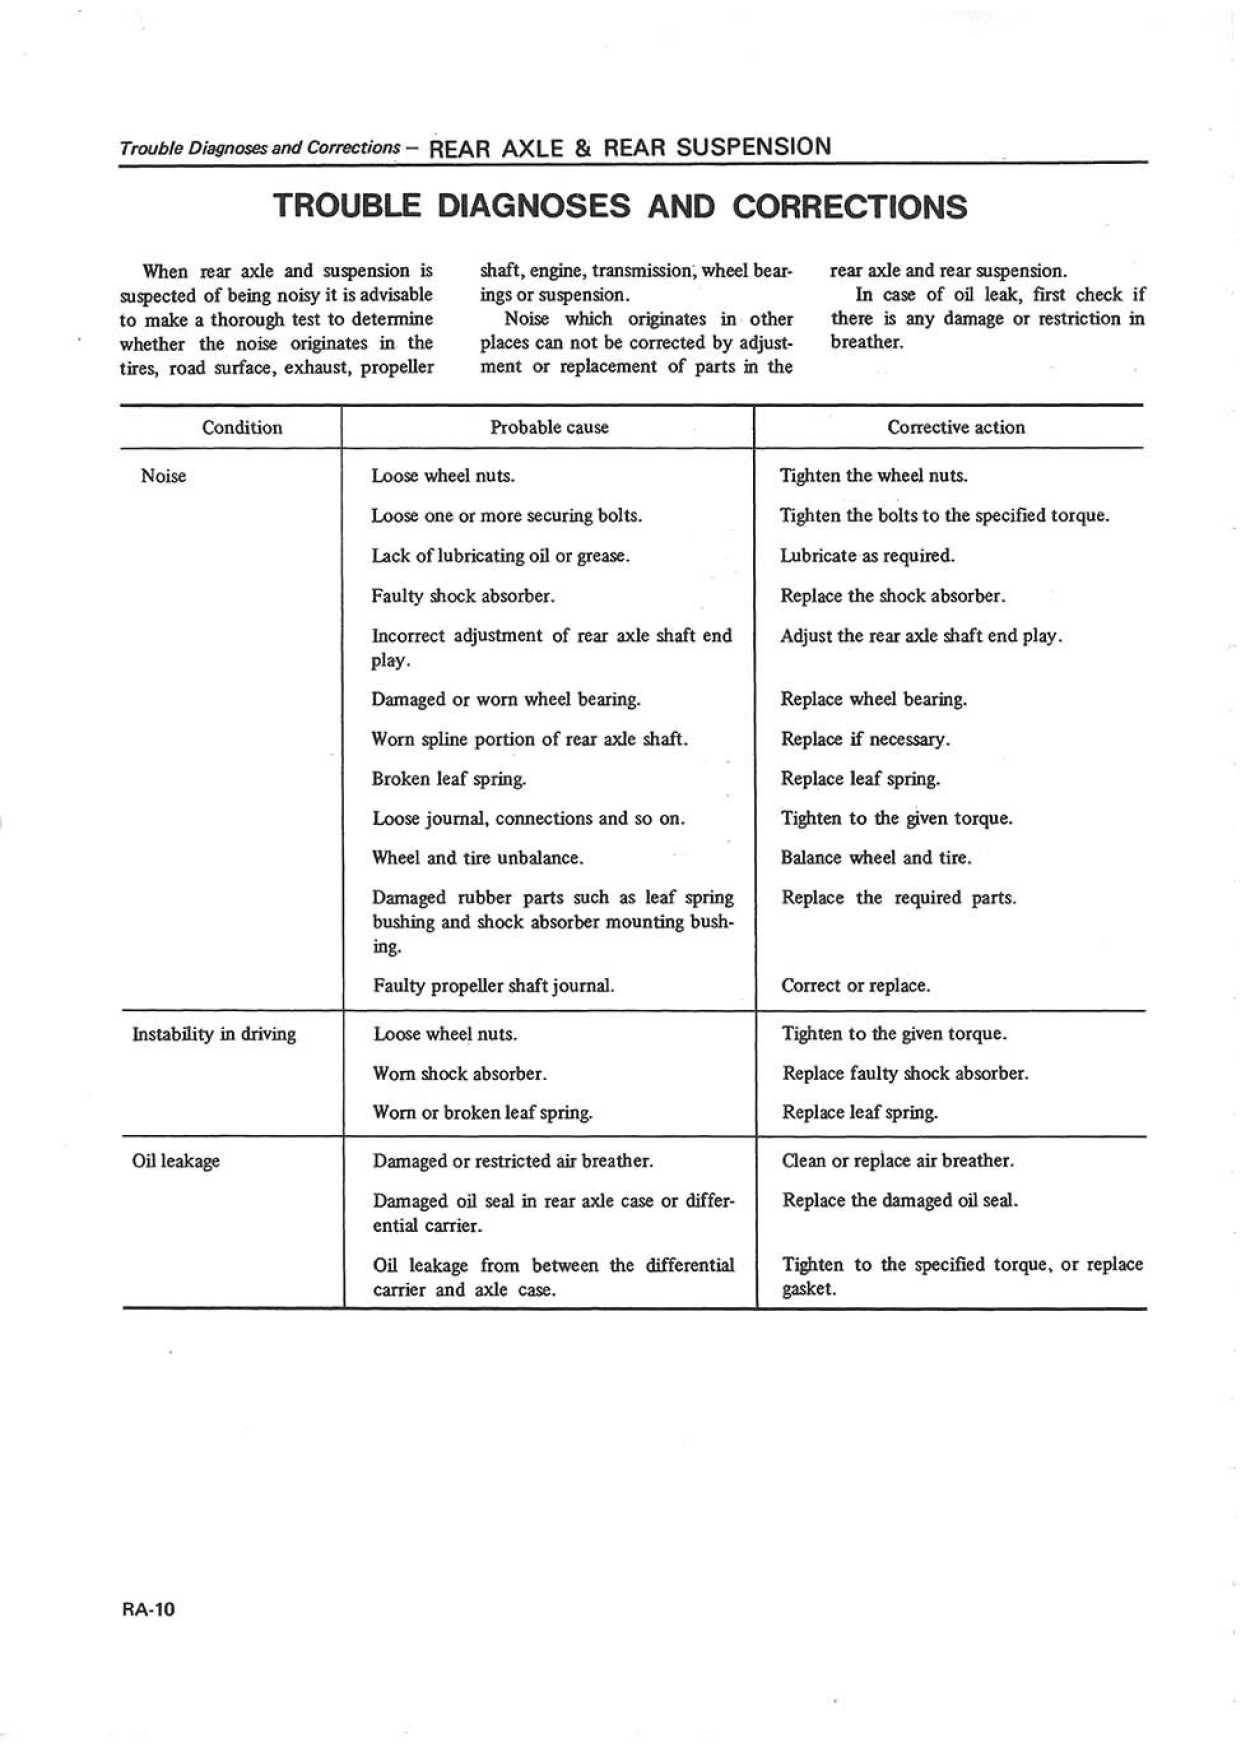 Trouble Diagnoses and Corrections – REAR AXLE & REAR SUSPENSION
TROUBLE DIAGNOSES AND CORRECTIONS
When rear axle and suspension is
suspected of being noisy it is advisable
to make a thorough test to determine
whether the noise originates in the
tires, road surface, exhaust, propeller
shaft, engine, transmission, wheel bear-
ings or suspension.
Noise which originates in other
places can not be corrected by adjust-
ment or replacement of parts in the
rear axle and rear suspension.
In case of oil leak, first check if
there is any damage or restriction in
breather.
Condition Probable cause Corrective action
Noise Loose wheel nuts. Tighten the wheel nuts.
Loose one or more securing bolts. Tighten the bolts to the specified torque.
Lack of lubricating oil or grease. Lubricate as required.
Faulty shock absorber. Replace the shock absorber.
Incorrect adjustment of rear axle shaft end Adjust the rear axle shaft end play.
play.
Damaged or worn wheel bearing. Replace wheel bearing.
Worn spline portion of rear axle shaft. Replace if necessary.
Broken leaf spring. Replace leaf spring.
Loose journal, connections and so on. Tighten to the given torque.
Wheel and tire unbalance. Balance wheel and tire.
Damaged rubber parts such as leaf spring Replace the required parts.
bushing and shock absorber mounting bush-
ing.
Faulty propeller shaft journal. Correct or replace.
Instability in driving Loose wheel nuts. Tighten to the given torque.
Worn shock absorber. Replace faulty shock absorber.
Worn or broken leaf spring. Replace leaf spring.
Oil leakage Damaged or restricted air breather. Clean or replace air breather.
Damaged oil seal in rear axle case or differ- Replace the damaged oil seal.
ential carrier.
Oil leakage from between the differential Tighten to the specified torque, or replace
carrier and axle case. gasket.
RA-10